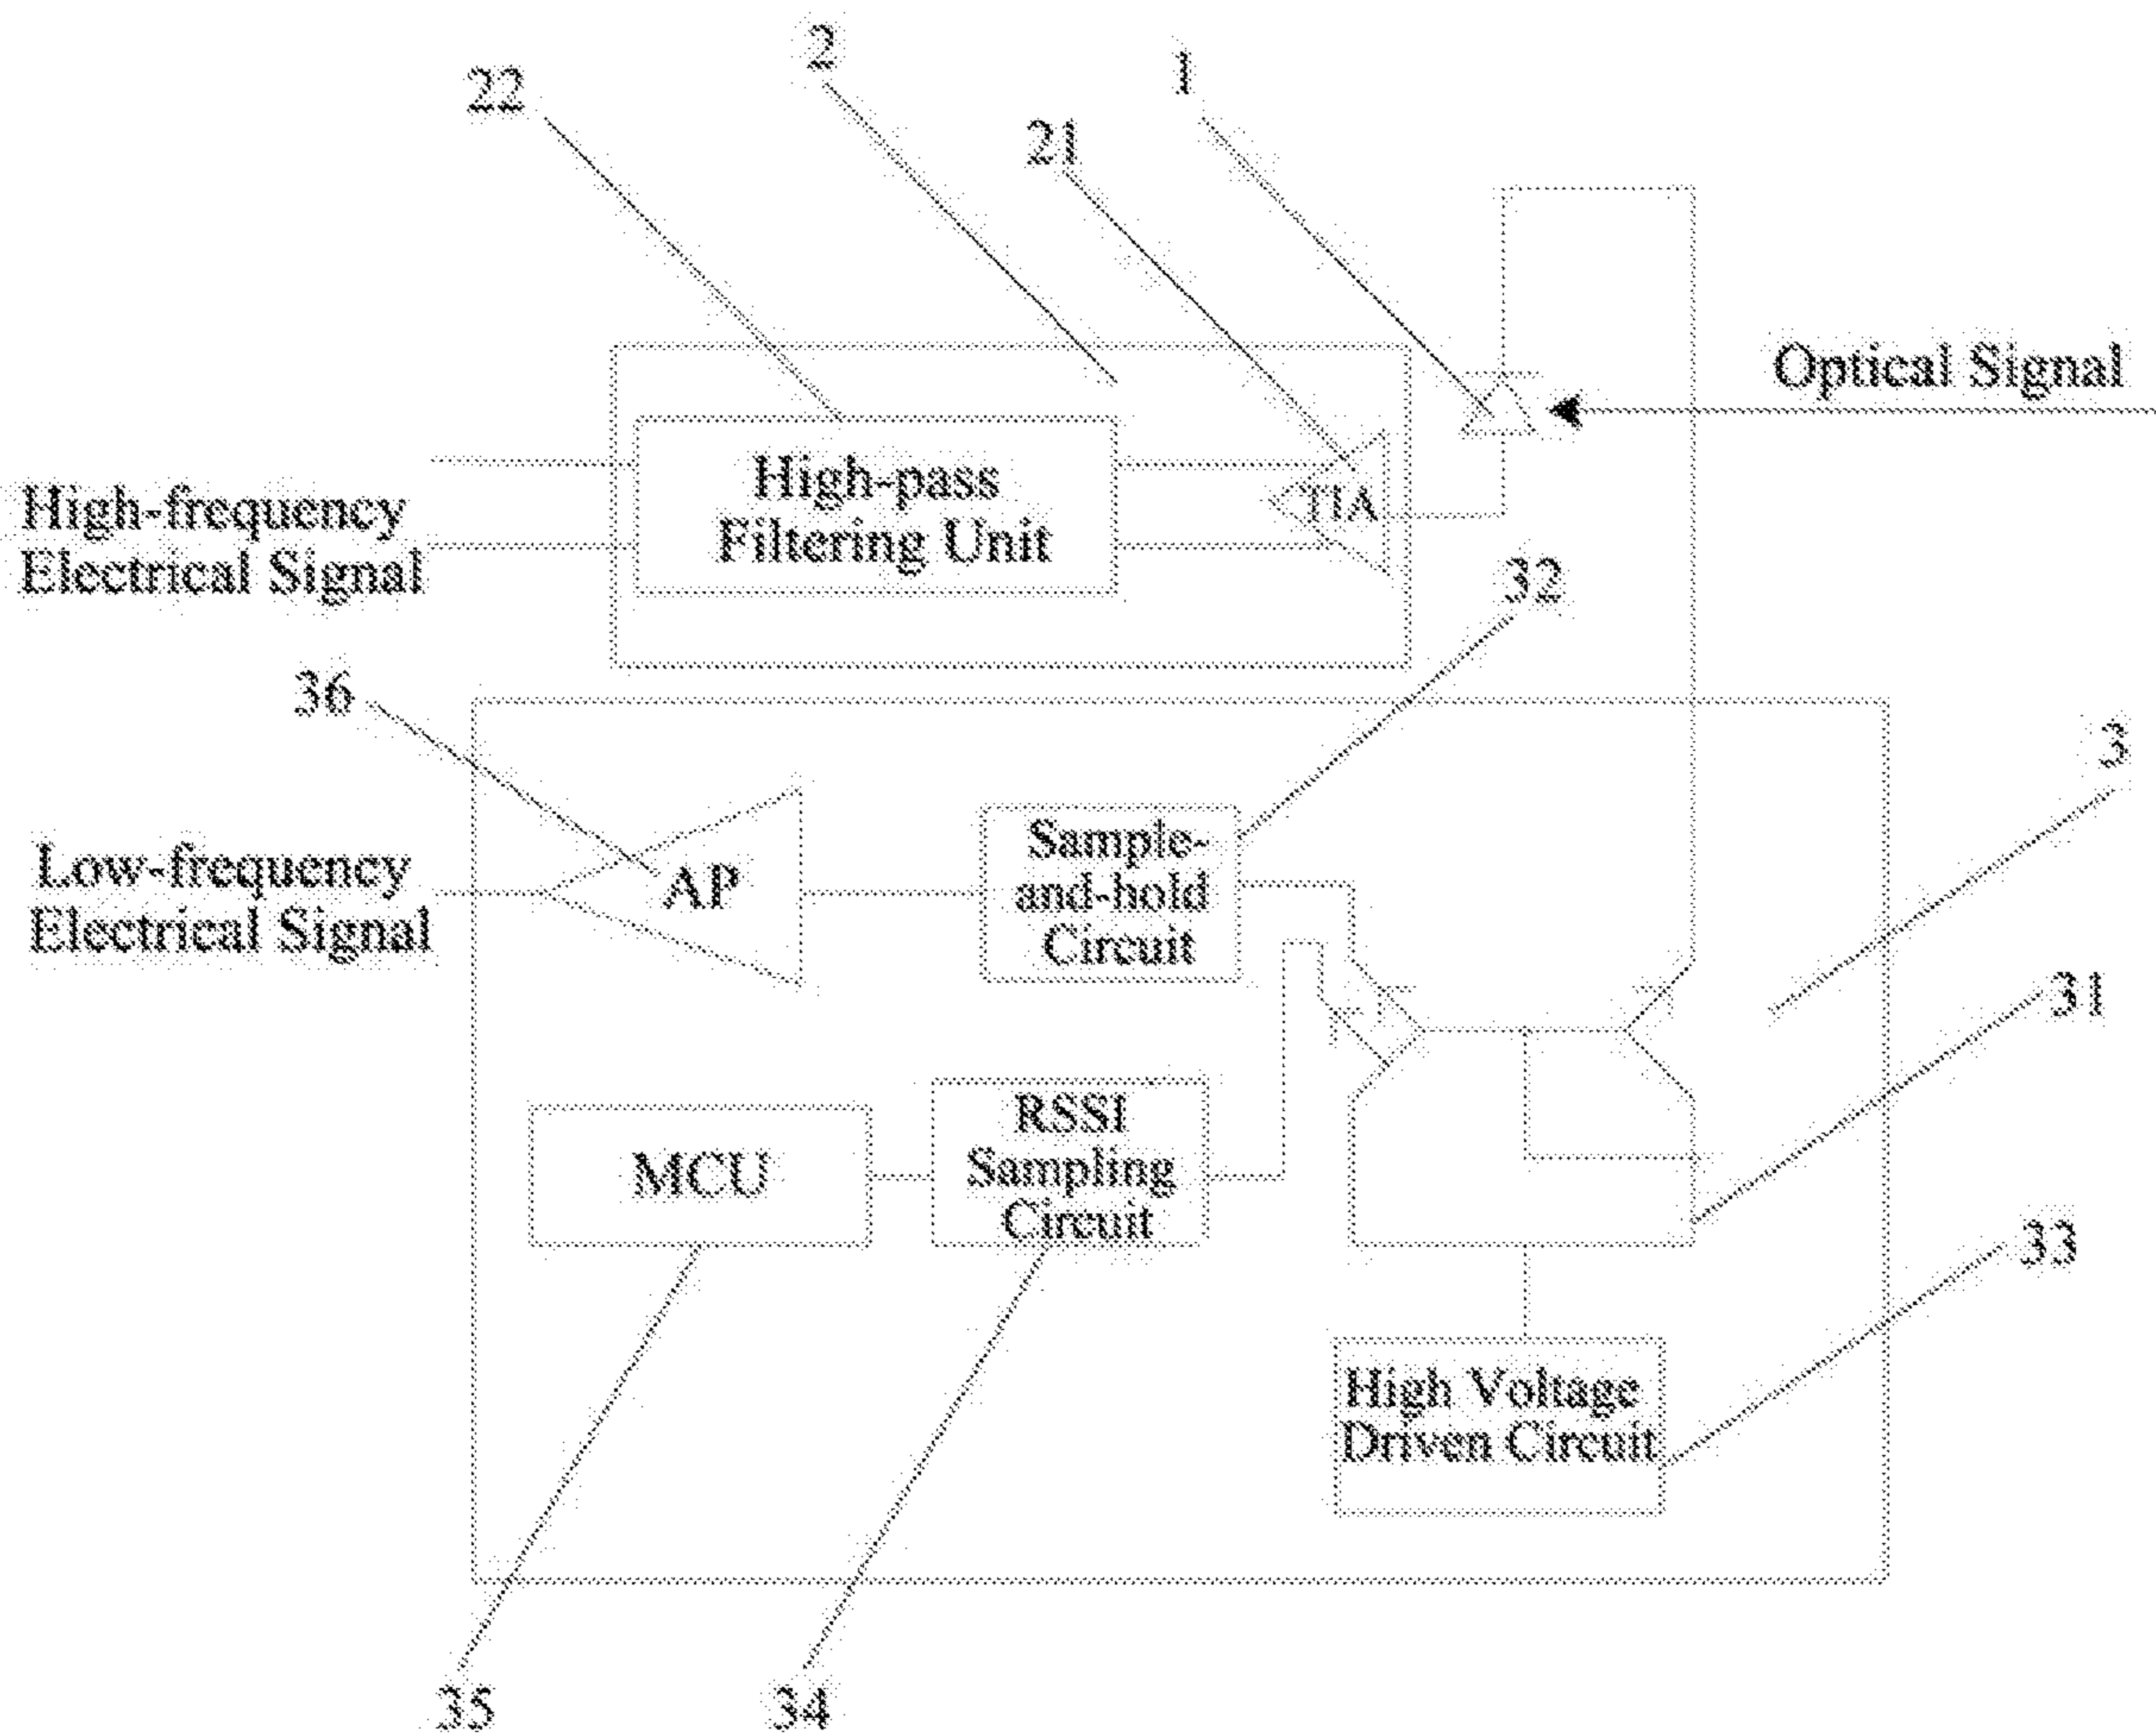 2
1
22
21
Optical Signal
High-pass
Filtering Unit
TIA
High-frequency
Electrical Signal
32
36
3
Sample-
and-hold
Circuit
AP
Low-frequency
Electrical Signal
31
RSSI
Sampling
Circuit
MCU
33
High Voltage
Driven Circuit
35
34